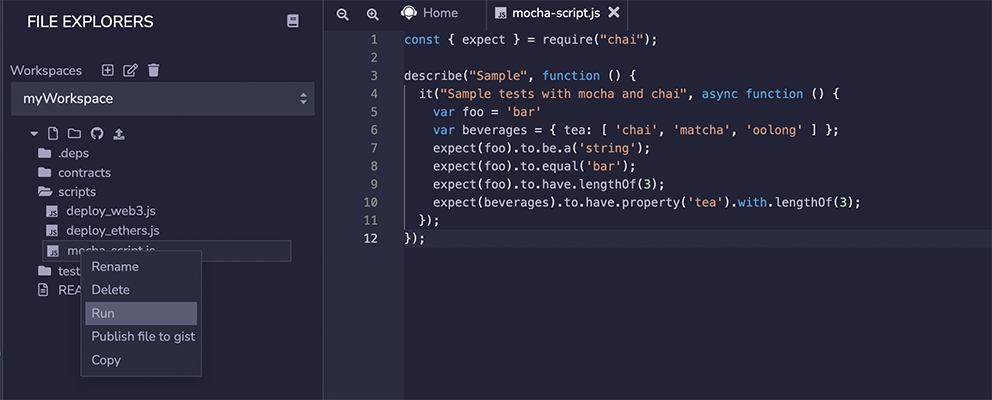 FILE EXPLORERS
Workspaces
myWorkspace
.deps
contracts
scripts
deploy_web3.js
deploy_ethers.js
mocha-script.js
Rename
Delete
Run
Publish file to gist
Copy
Home
mocha-script.js
1 const { expect } = require("chai");
2
3 describe("Sample", function () {
4 it("Sample tests with mocha and chai", async function () {
5 var foo = 'bar'
6 var beverages = { tea: [ 'chai', 'matcha', 'oolong' ] };
7 expect(foo).to.be.a('string');
8 expect(foo).to.equal('bar');
9 expect(foo).to.have.lengthOf(3);
10 expect(beverages).to.have.property('tea').with.lengthOf(3);
11 });
12 });